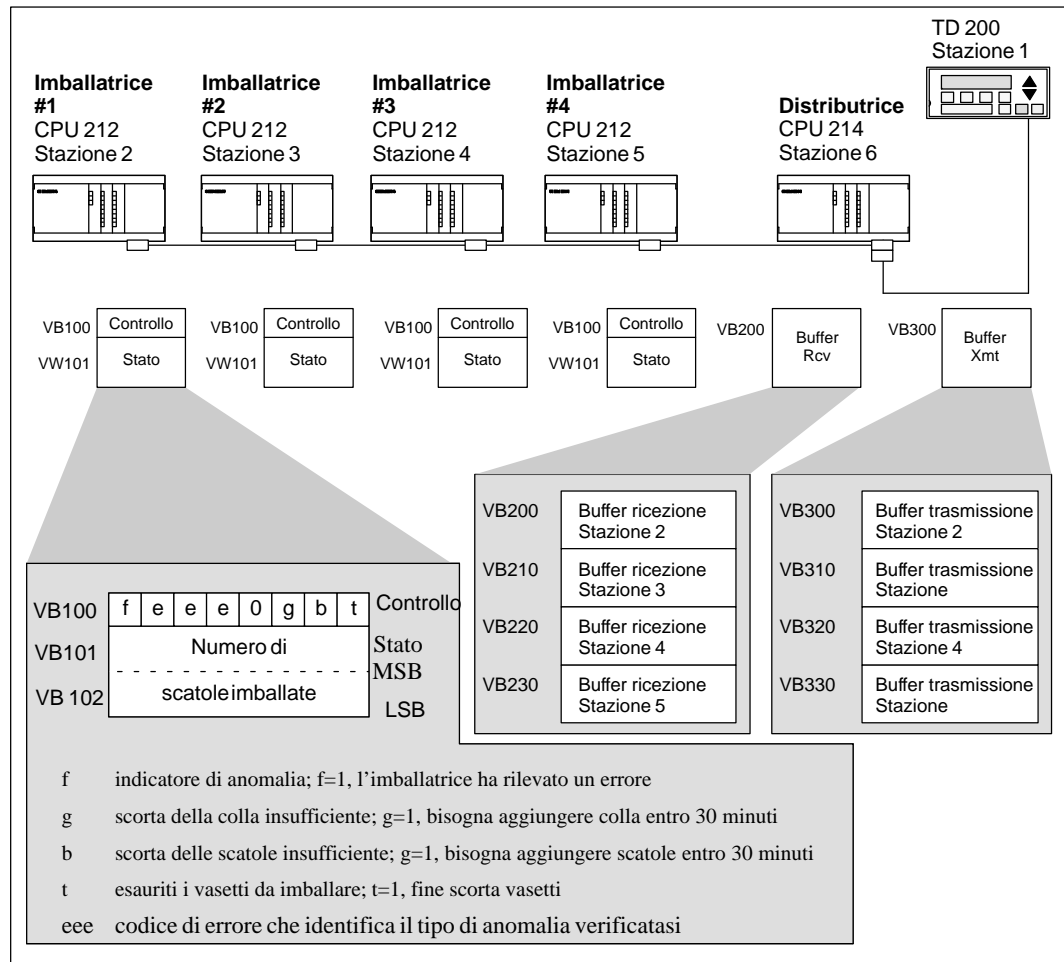 TD 200
Stazione 1
Imballatrice
#1
CPU 212
Stazione 2
Imballatrice
#2
CPU 212
Stazione 3
Imballatrice
#3
CPU 212
Stazione 4
Imballatrice
#4
CPU 212
Stazione 5
Distributrice
CPU 214
Stazione 6
VB100
Controllo
VW101
Stato
VB100
Controllo
VW101
Stato
VB100
Controllo
VW101
Stato
VB100
Controllo
VW101
Stato
VB200
Buffer
Rcv
VB300
Buffer
Xmt
VB200
Buffer ricezione
Stazione 2
VB210
Buffer ricezione
Stazione 3
VB220
Buffer ricezione
Stazione 4
VB230
Buffer ricezione
Stazione 5
VB300
Buffer trasmissione
Stazione 2
VB310
Buffer trasmissione
Stazione
VB320
Buffer trasmissione
Stazione 4
VB330
Buffer trasmissione
Stazione
VB100 f e e e 0 g b t Controllo
VB101 Numero di Stato
MSB
VB 102 scatole imballate LSB
f indicatore di anomalia; f=1, l'imballatrice ha rilevato un errore
g scorta della colla insufficiente; g=1, bisogna aggiungere colla entro 30 minuti
b scorta delle scatole insufficiente; g=1, bisogna aggiungere scatole entro 30 minuti
t esauriti i vasetti da imballare; t=1, fine scorta vasetti
eee codice di errore che identifica il tipo di anomalia verificatasi